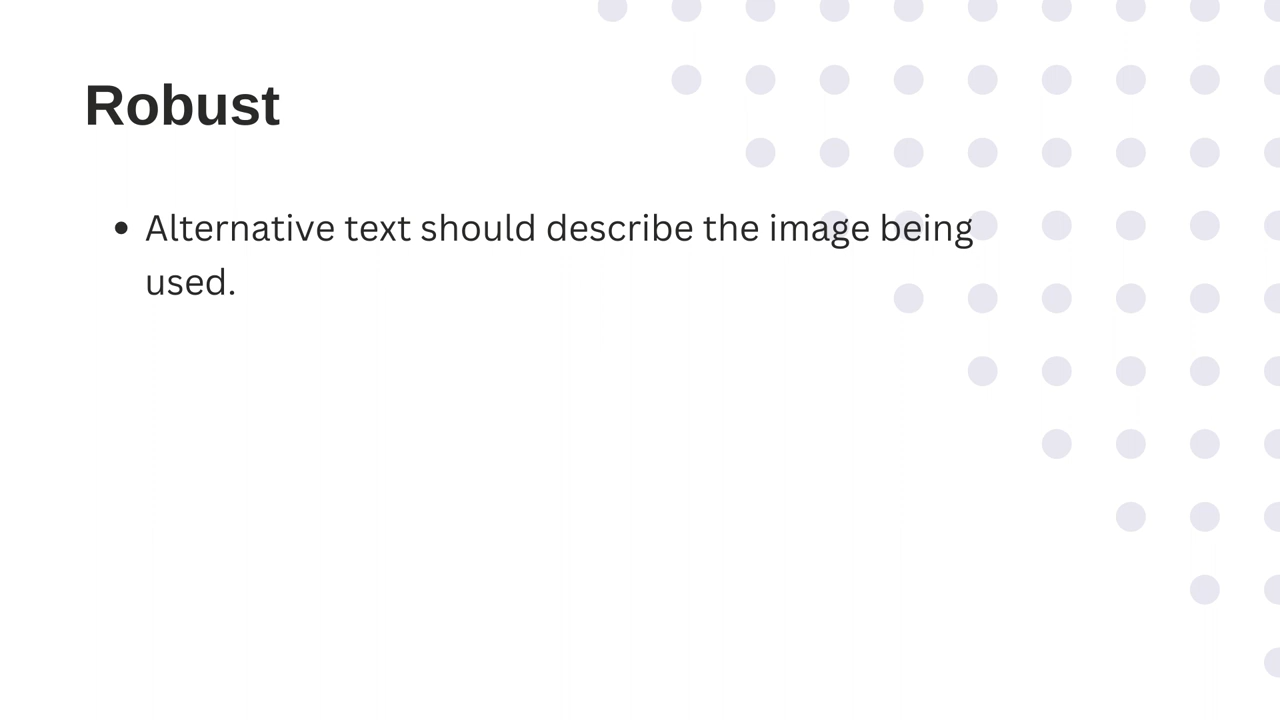 Robust
• Alternative text should describe the image being
used.